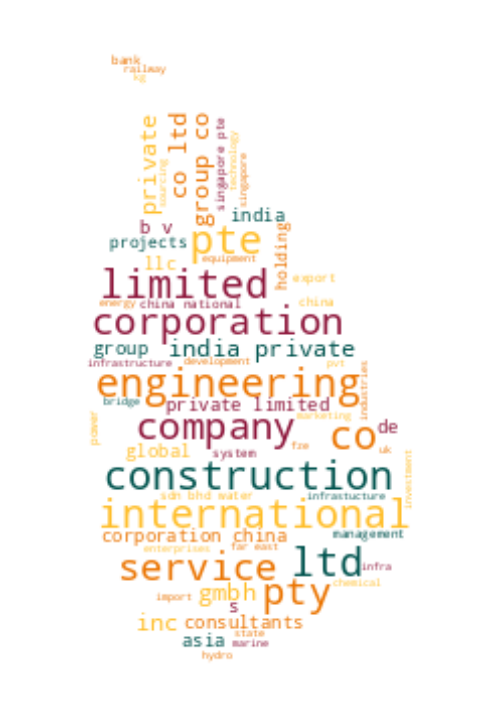 bank
railway
kg
private
sourcing
co ltd
group co
singapore pte
technology
singapore
india
b v
projects
pte
holding
llc
equipment
export
limited
energy
china national
china
corporation
group
india private
infrastructure
development
pvt
industries
engineering
bridge
private limited
marketing
power
company
co
de
global
system
fze
uk
construction
investment
sdn bhd
water
infrastucture
international
corporation china
management
enterprises
far east
service
ltd
infra
chemical
import
gmbh
pty
s
inc
consultants
state
asia
marine
hydro